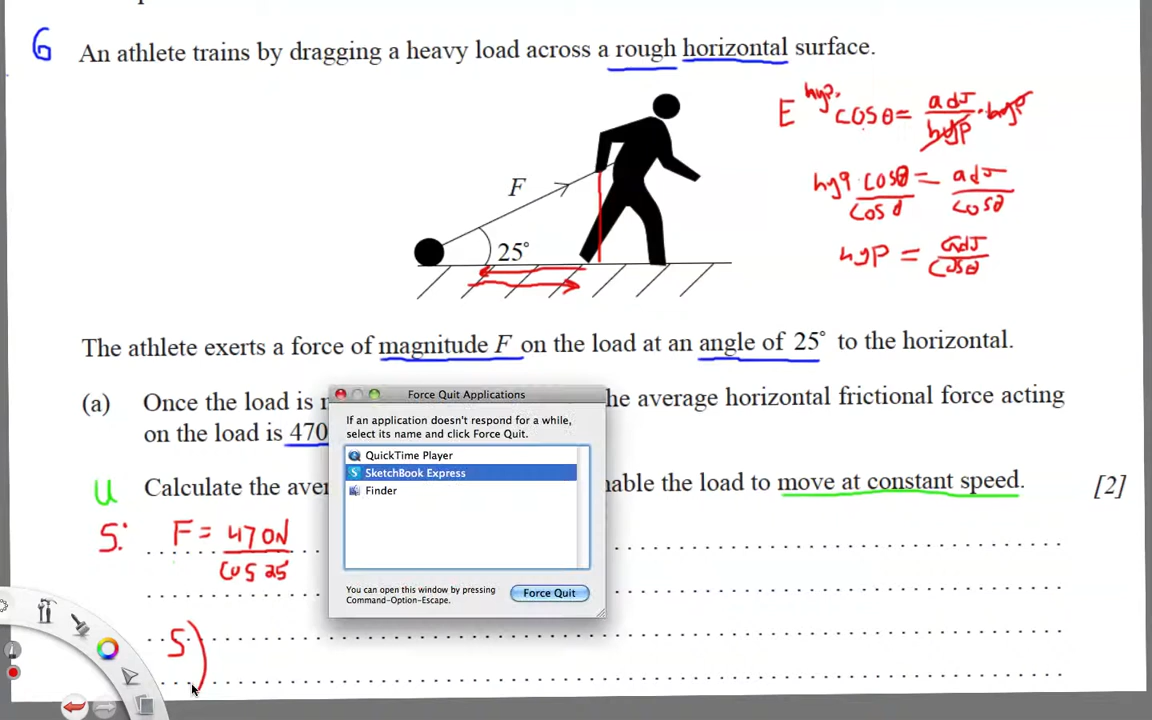 6 An athlete trains by dragging a heavy load across a rough horizontal surface.
E hyp. cosθ = adj/hyp · hyp
hyp · cosθ/cosθ = adj/cosθ
hyp = adj/cosθ
F
25°
The athlete exerts a force of magnitude F on the load at an angle of 25° to the horizontal.
(a) Once the load is he average horizontal frictional force acting
on the load is 470
U Calculate the nable the load to move at constant speed. [2]
S: F = 470N/cos 25
S)
Force Quit Applications
If an application doesn't respond for a while,
select its name and click Force Quit.
QuickTime Player
SketchBook Express
Finder
You can open this window by pressing
Command-Option-Escape.
Force Quit